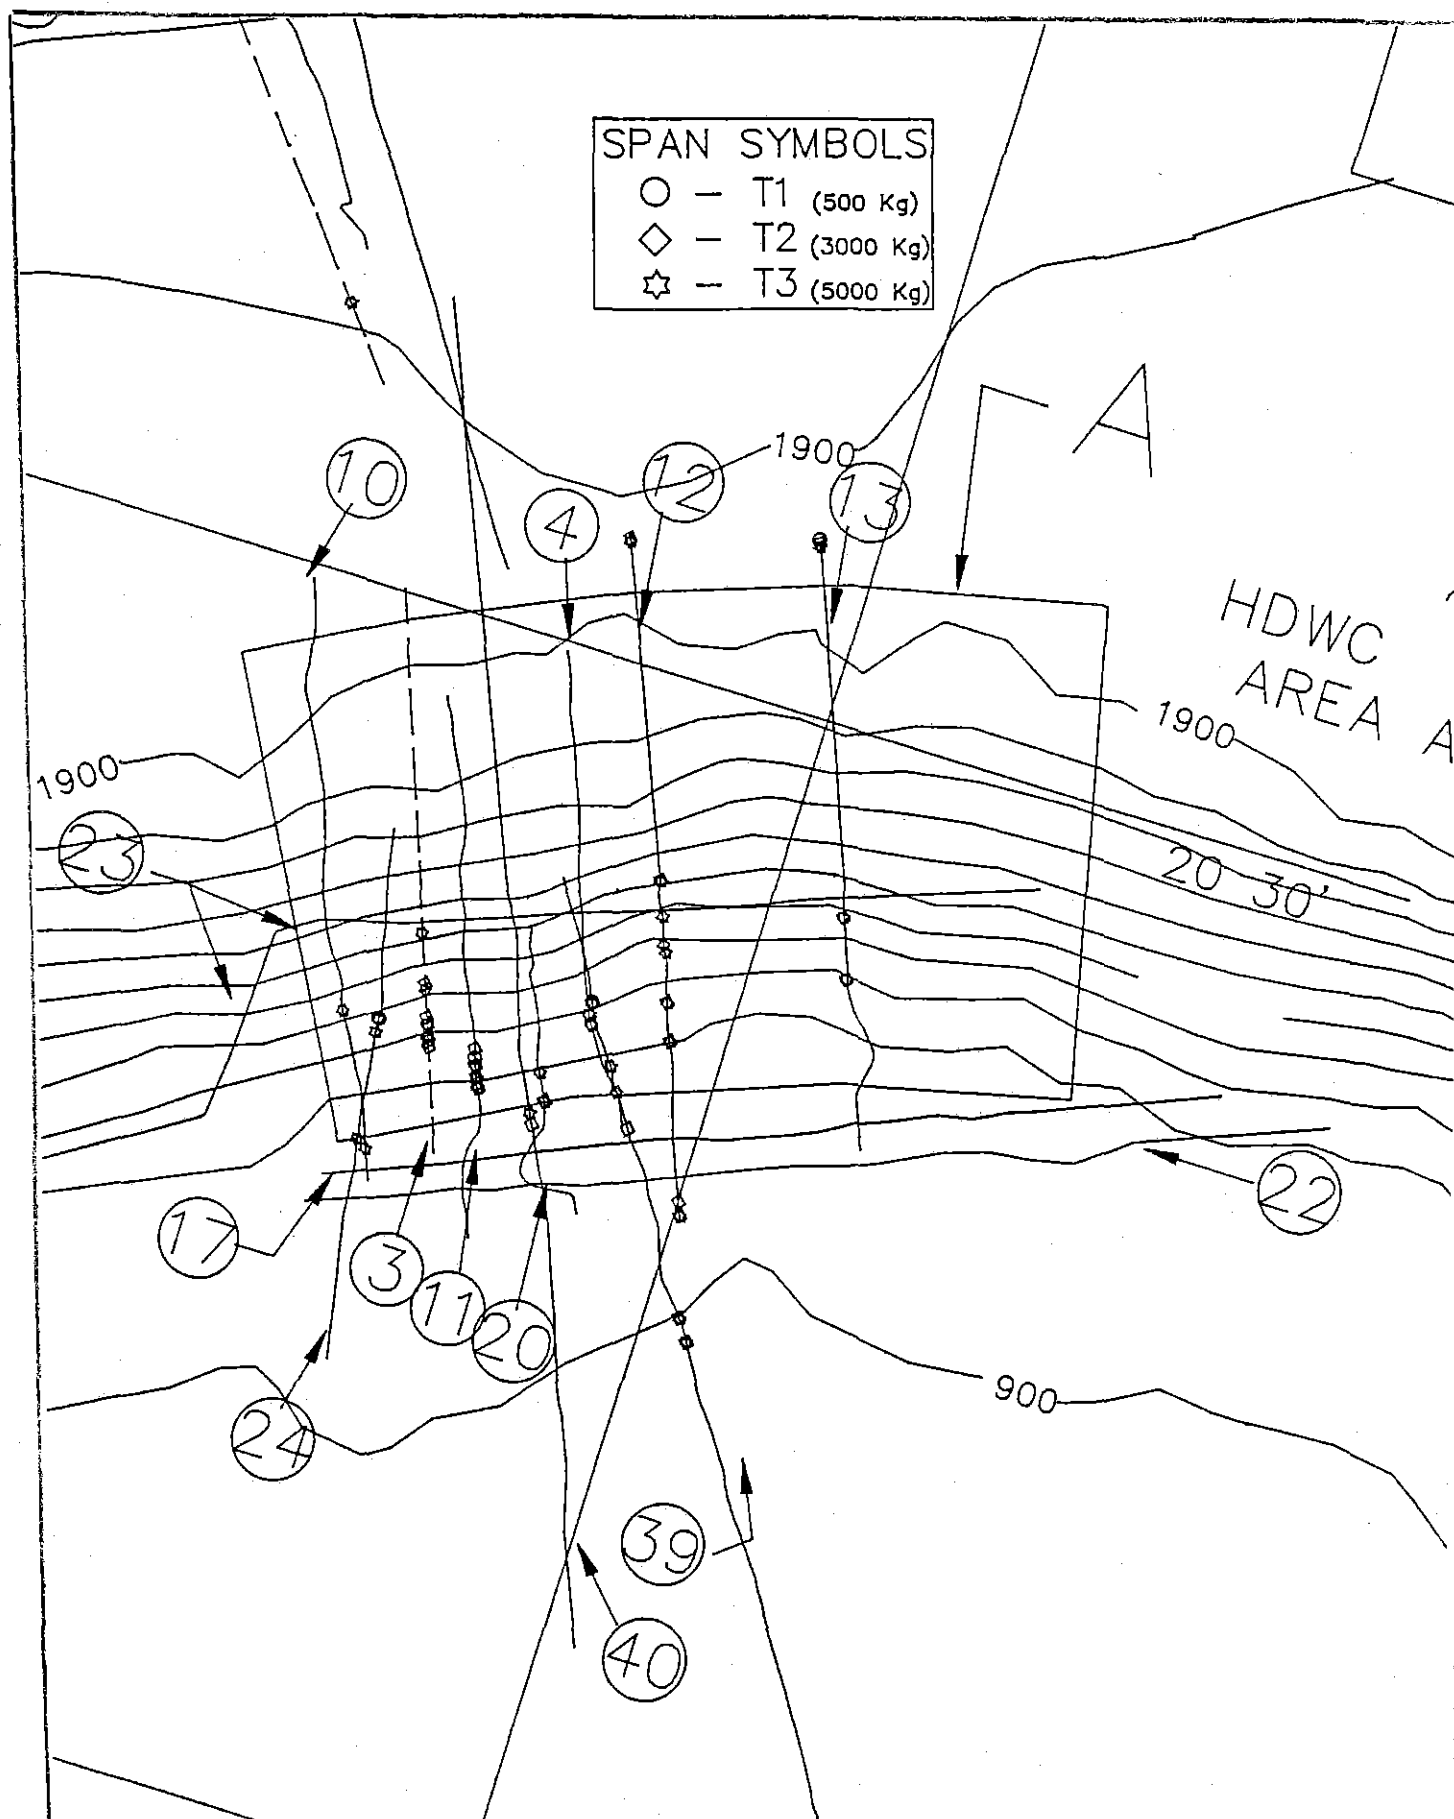 SPAN SYMBOLS
○ – T1 (500 Kg)
◇ – T2 (3000 Kg)
✡ – T3 (5000 Kg)
A
1900
10
12
13
4
HDWC
AREA A
1900
1900
23
20 30'
17
3
11
20
22
24
900
39
40